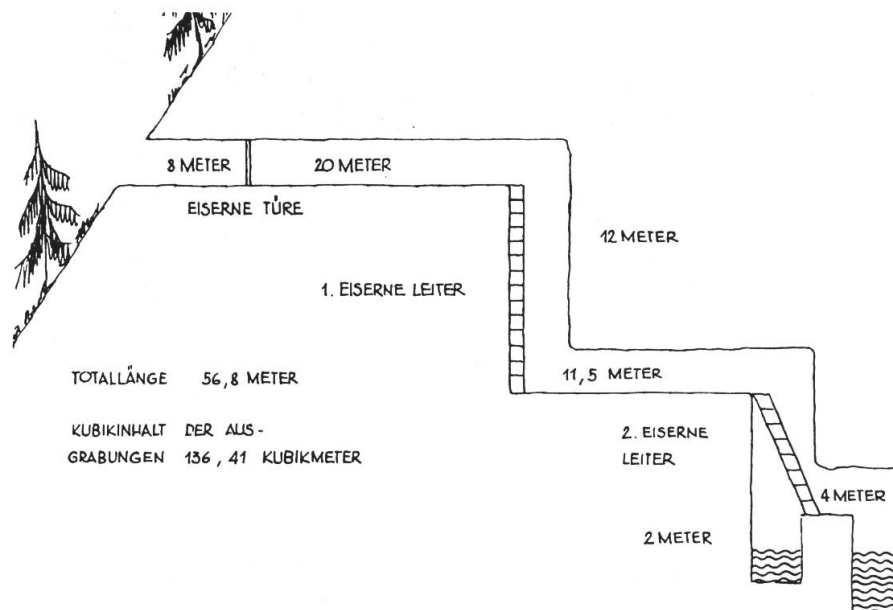 8 METER
20 METER
EISERNE TÜRE
12 METER
1. EISERNE LEITER
11,5 METER
TOTALLÄNGE 56,8 METER
KUBIKINHALT DER AUS-
GRABUNGEN 136,41 KUBIKMETER
2. EISERNE
LEITER
4 METER
2 METER